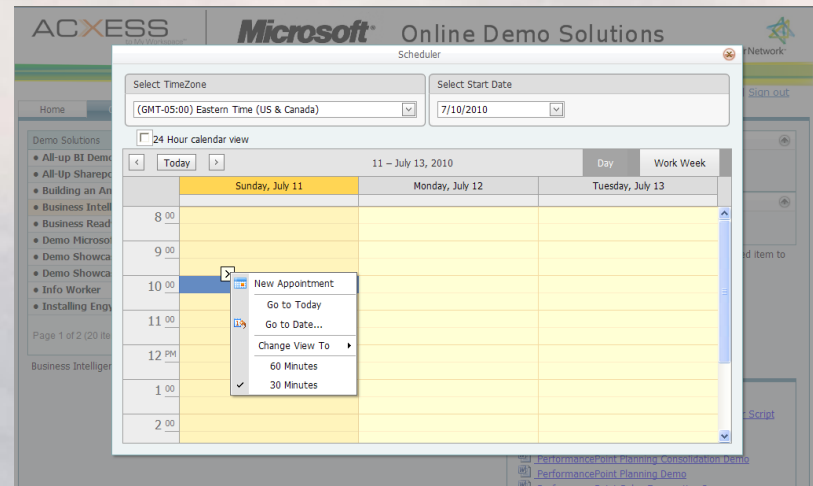 ACXESS
by My Workspace
Microsoft Online Demo Solutions
rNetwork
Scheduler
Sign out
Home
Select TimeZone
Select Start Date
(GMT-05:00) Eastern Time (US & Canada)
7/10/2010
24 Hour calendar view
Demo Solutions
• All-up BI Demo
• All-Up Sharepo
• Building an An
• Business Intell
• Business Read
• Demo Microsof
• Demo Showca
• Demo Showca
• Info Worker
• Installing Engy
Page 1 of 2 (20 ite
Business Intelliger
< Today >
11 – July 13, 2010
Day
Work Week
Sunday, July 11
Monday, July 12
Tuesday, July 13
8 00
9 00
10 00
11 00
12 PM
1 00
2 00
New Appointment
Go to Today
Go to Date...
Change View To
60 Minutes
30 Minutes
ed item to
r Script
PerformancePoint Planning Consolidation Demo
PerformancePoint Planning Demo